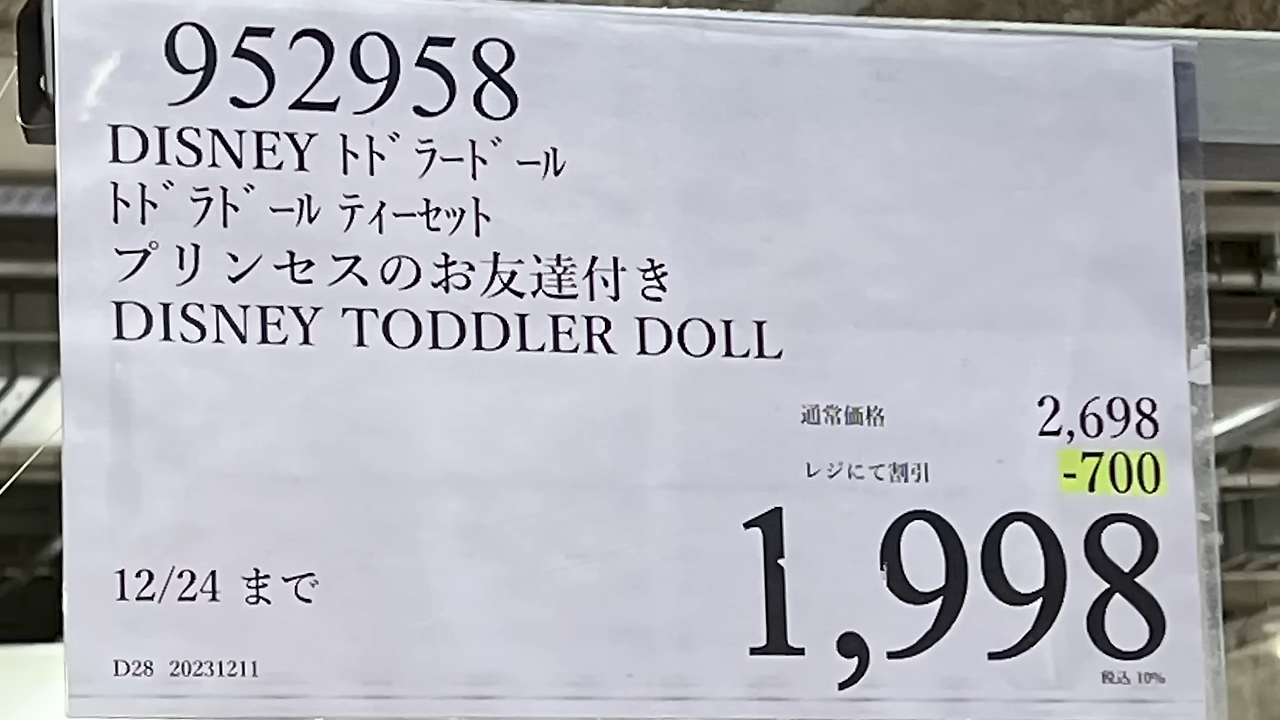 952958
DISNEY ﾄﾄﾞﾗｰﾄﾞｰﾙ
ﾄﾄﾞﾗﾄﾞｰﾙ ﾃｨｰｾｯﾄ
プリンセスのお友達付き
DISNEY TODDLER DOLL
通常価格 2,698
レジにて割引 -700
1,998
12/24 まで
税込 10%
D28 20231211